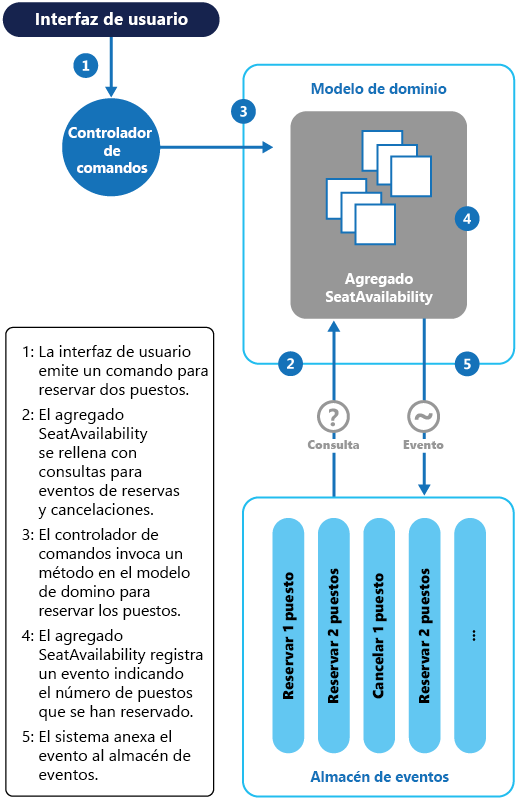 Interfaz de usuario
1
Controlador
de
comandos
3
Modelo de dominio
4
Agregado
SeatAvailability
2
5
?
Consulta
~
Evento
1: La interfaz de usuario
emite un comando para
reservar dos puestos.
2: El agregado
SeatAvailability
se rellena con
consultas para
eventos de reservas
y cancelaciones.
3: El controlador de
comandos invoca un
método en el modelo
de domino para
reservar los puestos.
4: El agregado
SeatAvailability registra
un evento indicando
el número de puestos
que se han reservado.
5: El sistema anexa el
evento al almacén de
eventos.
Reservar 1 puesto
Reservar 2 puestos
Cancelar 1 puesto
Reservar 2 puestos
...
Almacén de eventos